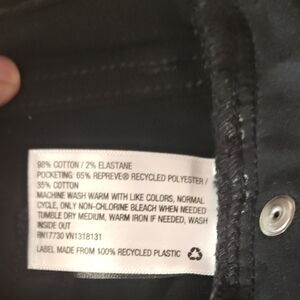 98% COTTON / 2% ELASTANE
POCKETING: 65% REPREVE® RECYCLED POLYESTER /
35% COTTON
MACHINE WASH WARM WITH LIKE COLORS, NORMAL
CYCLE, ONLY NON-CHLORINE BLEACH WHEN NEEDED
TUMBLE DRY MEDIUM, WARM IRON IF NEEDED, WASH
INSIDE OUT
RN17730 VN1318131
LABEL MADE FROM 100% RECYCLED PLASTIC